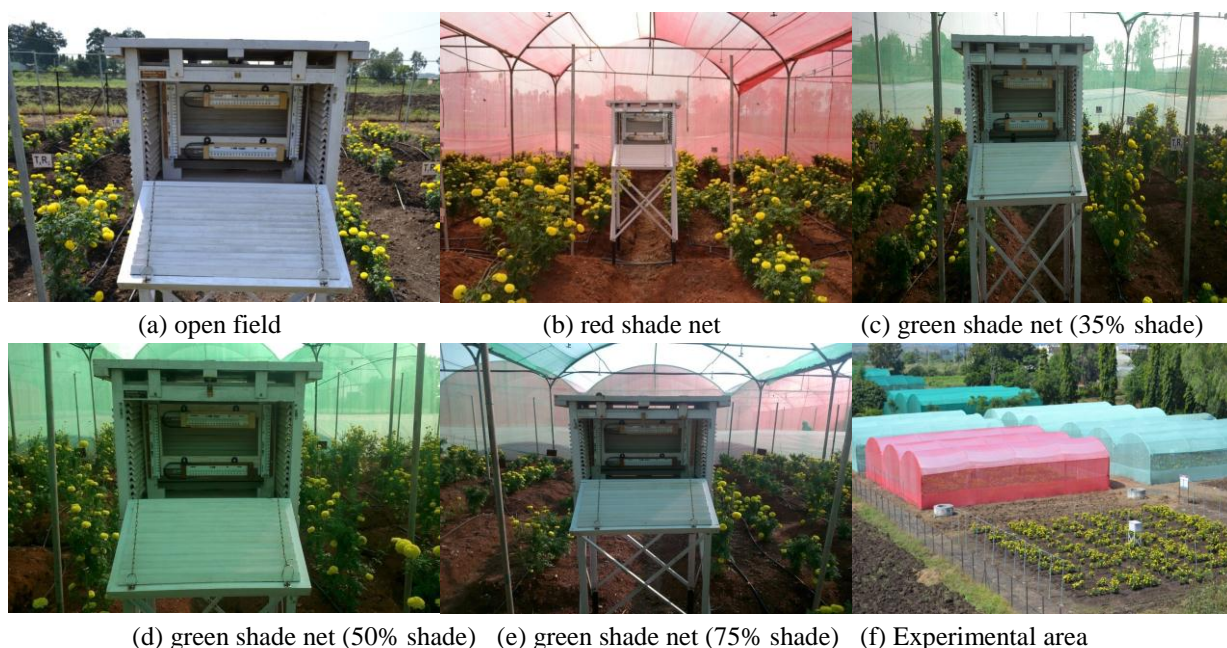 T₁R₁
(a) open field
(b) red shade net
(c) green shade net (35% shade)
(d) green shade net (50% shade)
(e) green shade net (75% shade)
(f) Experimental area